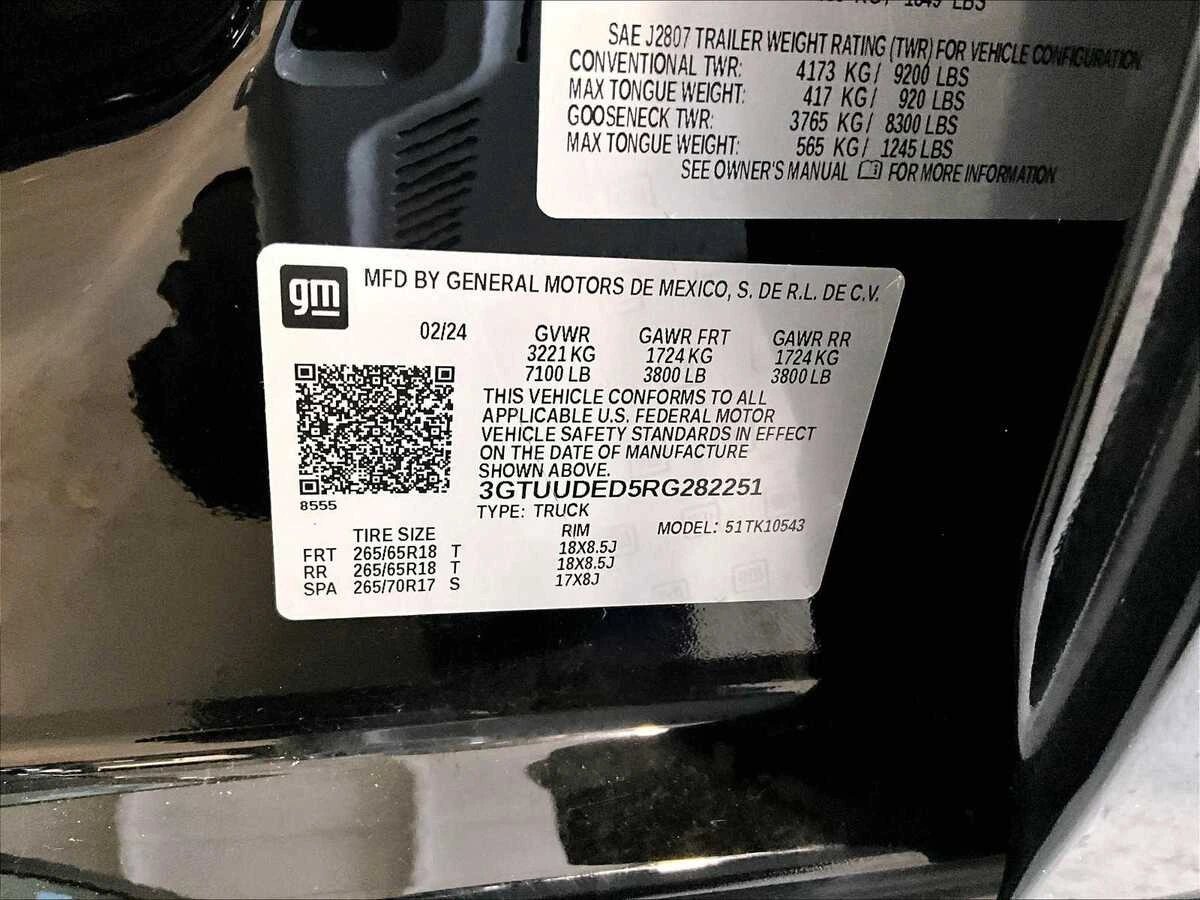 1649 LBS
SAE J2807 TRAILER WEIGHT RATING (TWR) FOR VEHICLE CONFIGURATION.
CONVENTIONAL TWR: 4173 KG/ 9200 LBS
MAX TONGUE WEIGHT: 417 KG/ 920 LBS
GOOSENECK TWR: 3765 KG/ 8300 LBS
MAX TONGUE WEIGHT: 565 KG/ 1245 LBS
SEE OWNER'S MANUAL FOR MORE INFORMATION
gm
MFD BY GENERAL MOTORS DE MEXICO, S. DE R.L. DE C.V.
02/24 GVWR GAWR FRT GAWR RR
3221 KG 1724 KG 1724 KG
7100 LB 3800 LB 3800 LB
THIS VEHICLE CONFORMS TO ALL
APPLICABLE U.S. FEDERAL MOTOR
VEHICLE SAFETY STANDARDS IN EFFECT
ON THE DATE OF MANUFACTURE
SHOWN ABOVE.
3GTUUDED5RG282251
8555
TYPE: TRUCK
TIRE SIZE RIM MODEL: 51TK10543
FRT 265/65R18 T 18X8.5J
RR 265/65R18 T 18X8.5J
SPA 265/70R17 S 17X8J